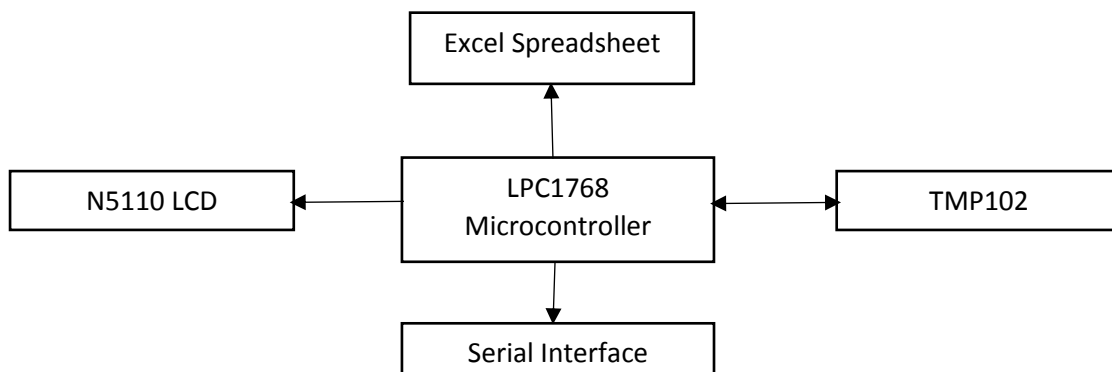 Excel Spreadsheet
N5110 LCD
LPC1768
Microcontroller
TMP102
Serial Interface